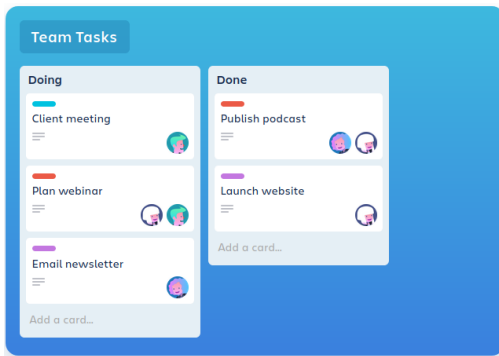 Team Tasks
Doing
Client meeting
Plan webinar
Email newsletter
Add a card...
Done
Publish podcast
Launch website
Add a card...